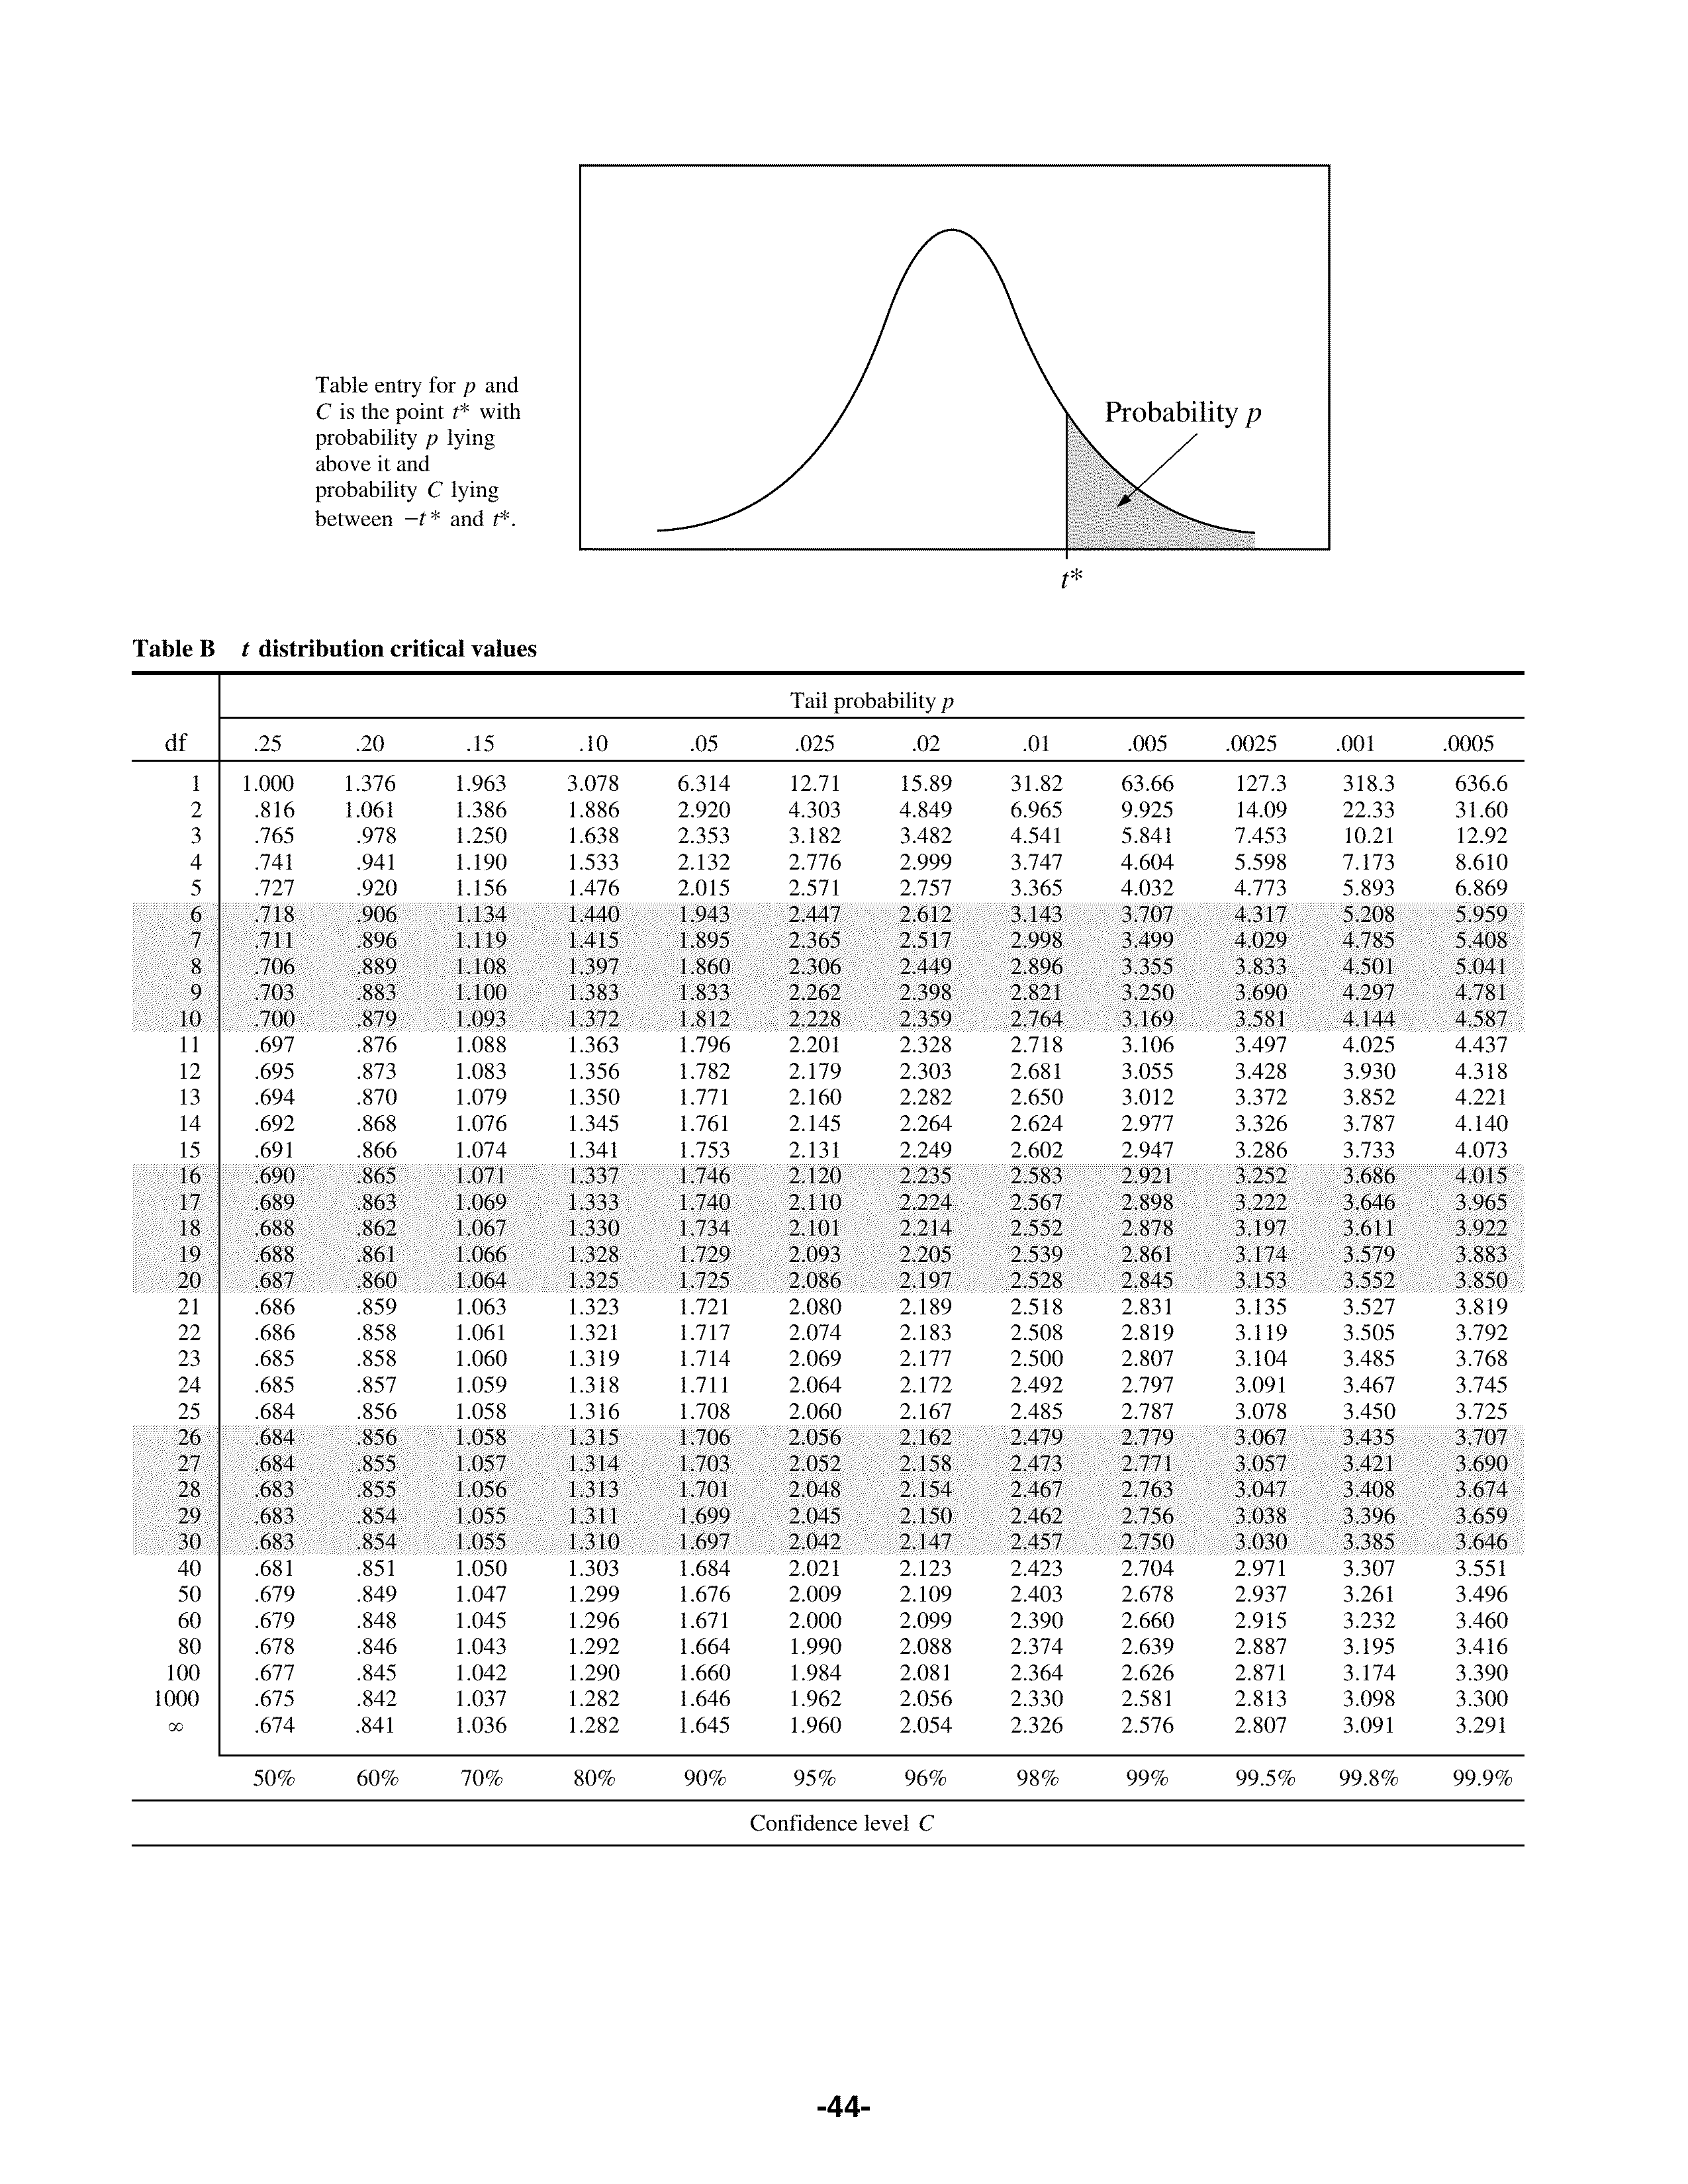 Table entry for p and
C is the point t* with
probability p lying
above it and
probability C lying
between −t* and t*.
Probability p
t*
Table B t distribution critical values
Tail probability p
df .25 .20 .15 .10 .05 .025 .02 .01 .005 .0025 .001 .0005
1 1.000 1.376 1.963 3.078 6.314 12.71 15.89 31.82 63.66 127.3 318.3 636.6
2 .816 1.061 1.386 1.886 2.920 4.303 4.849 6.965 9.925 14.09 22.33 31.60
3 .765 .978 1.250 1.638 2.353 3.182 3.482 4.541 5.841 7.453 10.21 12.92
4 .741 .941 1.190 1.533 2.132 2.776 2.999 3.747 4.604 5.598 7.173 8.610
5 .727 .920 1.156 1.476 2.015 2.571 2.757 3.365 4.032 4.773 5.893 6.869
6 .718 .906 1.134 1.440 1.943 2.447 2.612 3.143 3.707 4.317 5.208 5.959
7 .711 .896 1.119 1.415 1.895 2.365 2.517 2.998 3.499 4.029 4.785 5.408
8 .706 .889 1.108 1.397 1.860 2.306 2.449 2.896 3.355 3.833 4.501 5.041
9 .703 .883 1.100 1.383 1.833 2.262 2.398 2.821 3.250 3.690 4.297 4.781
10 .700 .879 1.093 1.372 1.812 2.228 2.359 2.764 3.169 3.581 4.144 4.587
11 .697 .876 1.088 1.363 1.796 2.201 2.328 2.718 3.106 3.497 4.025 4.437
12 .695 .873 1.083 1.356 1.782 2.179 2.303 2.681 3.055 3.428 3.930 4.318
13 .694 .870 1.079 1.350 1.771 2.160 2.282 2.650 3.012 3.372 3.852 4.221
14 .692 .868 1.076 1.345 1.761 2.145 2.264 2.624 2.977 3.326 3.787 4.140
15 .691 .866 1.074 1.341 1.753 2.131 2.249 2.602 2.947 3.286 3.733 4.073
16 .690 .865 1.071 1.337 1.746 2.120 2.235 2.583 2.921 3.252 3.686 4.015
17 .689 .863 1.069 1.333 1.740 2.110 2.224 2.567 2.898 3.222 3.646 3.965
18 .688 .862 1.067 1.330 1.734 2.101 2.214 2.552 2.878 3.197 3.611 3.922
19 .688 .861 1.066 1.328 1.729 2.093 2.205 2.539 2.861 3.174 3.579 3.883
20 .687 .860 1.064 1.325 1.725 2.086 2.197 2.528 2.845 3.153 3.552 3.850
21 .686 .859 1.063 1.323 1.721 2.080 2.189 2.518 2.831 3.135 3.527 3.819
22 .686 .858 1.061 1.321 1.717 2.074 2.183 2.508 2.819 3.119 3.505 3.792
23 .685 .858 1.060 1.319 1.714 2.069 2.177 2.500 2.807 3.104 3.485 3.768
24 .685 .857 1.059 1.318 1.711 2.064 2.172 2.492 2.797 3.091 3.467 3.745
25 .684 .856 1.058 1.316 1.708 2.060 2.167 2.485 2.787 3.078 3.450 3.725
26 .684 .856 1.058 1.315 1.706 2.056 2.162 2.479 2.779 3.067 3.435 3.707
27 .684 .855 1.057 1.314 1.703 2.052 2.158 2.473 2.771 3.057 3.421 3.690
28 .683 .855 1.056 1.313 1.701 2.048 2.154 2.467 2.763 3.047 3.408 3.674
29 .683 .854 1.055 1.311 1.699 2.045 2.150 2.462 2.756 3.038 3.396 3.659
30 .683 .854 1.055 1.310 1.697 2.042 2.147 2.457 2.750 3.030 3.385 3.646
40 .681 .851 1.050 1.303 1.684 2.021 2.123 2.423 2.704 2.971 3.307 3.551
50 .679 .849 1.047 1.299 1.676 2.009 2.109 2.403 2.678 2.937 3.261 3.496
60 .679 .848 1.045 1.296 1.671 2.000 2.099 2.390 2.660 2.915 3.232 3.460
80 .678 .846 1.043 1.292 1.664 1.990 2.088 2.374 2.639 2.887 3.195 3.416
100 .677 .845 1.042 1.290 1.660 1.984 2.081 2.364 2.626 2.871 3.174 3.390
1000 .675 .842 1.037 1.282 1.646 1.962 2.056 2.330 2.581 2.813 3.098 3.300
∞ .674 .841 1.036 1.282 1.645 1.960 2.054 2.326 2.576 2.807 3.091 3.291
50% 60% 70% 80% 90% 95% 96% 98% 99% 99.5% 99.8% 99.9%
Confidence level C
-44-